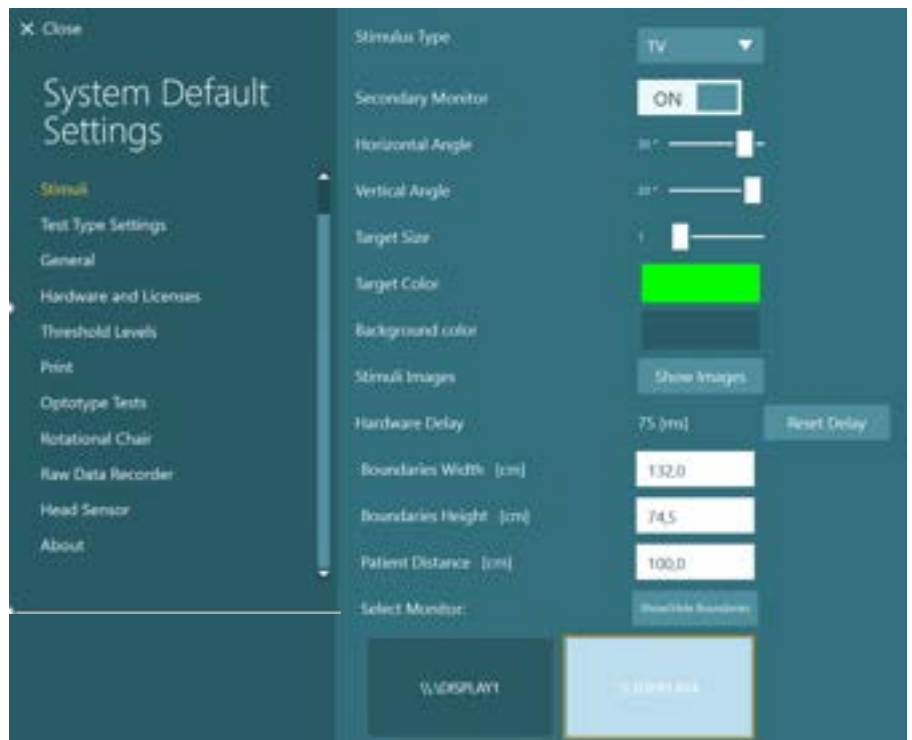 Close
System Default
Settings
Stimuli
Test Type Settings
General
Hardware and Licenses
Threshold Levels
Print
Optotype Tests
Rotational Chair
Raw Data Recorder
Head Sensor
About
Stimulus Type
TV
Secondary Monitor
ON
Horizontal Angle
30 °
Vertical Angle
20 °
Target Size
1
Target Color
Background color
Stimuli Images
Show Images
Hardware Delay
75 [ms]
Reset Delay
Boundaries Width [cm]
132,0
Boundaries Height [cm]
74,5
Patient Distance [cm]
100,0
Select Monitor:
Show/Hide Boundaries
\\.\DISPLAY1